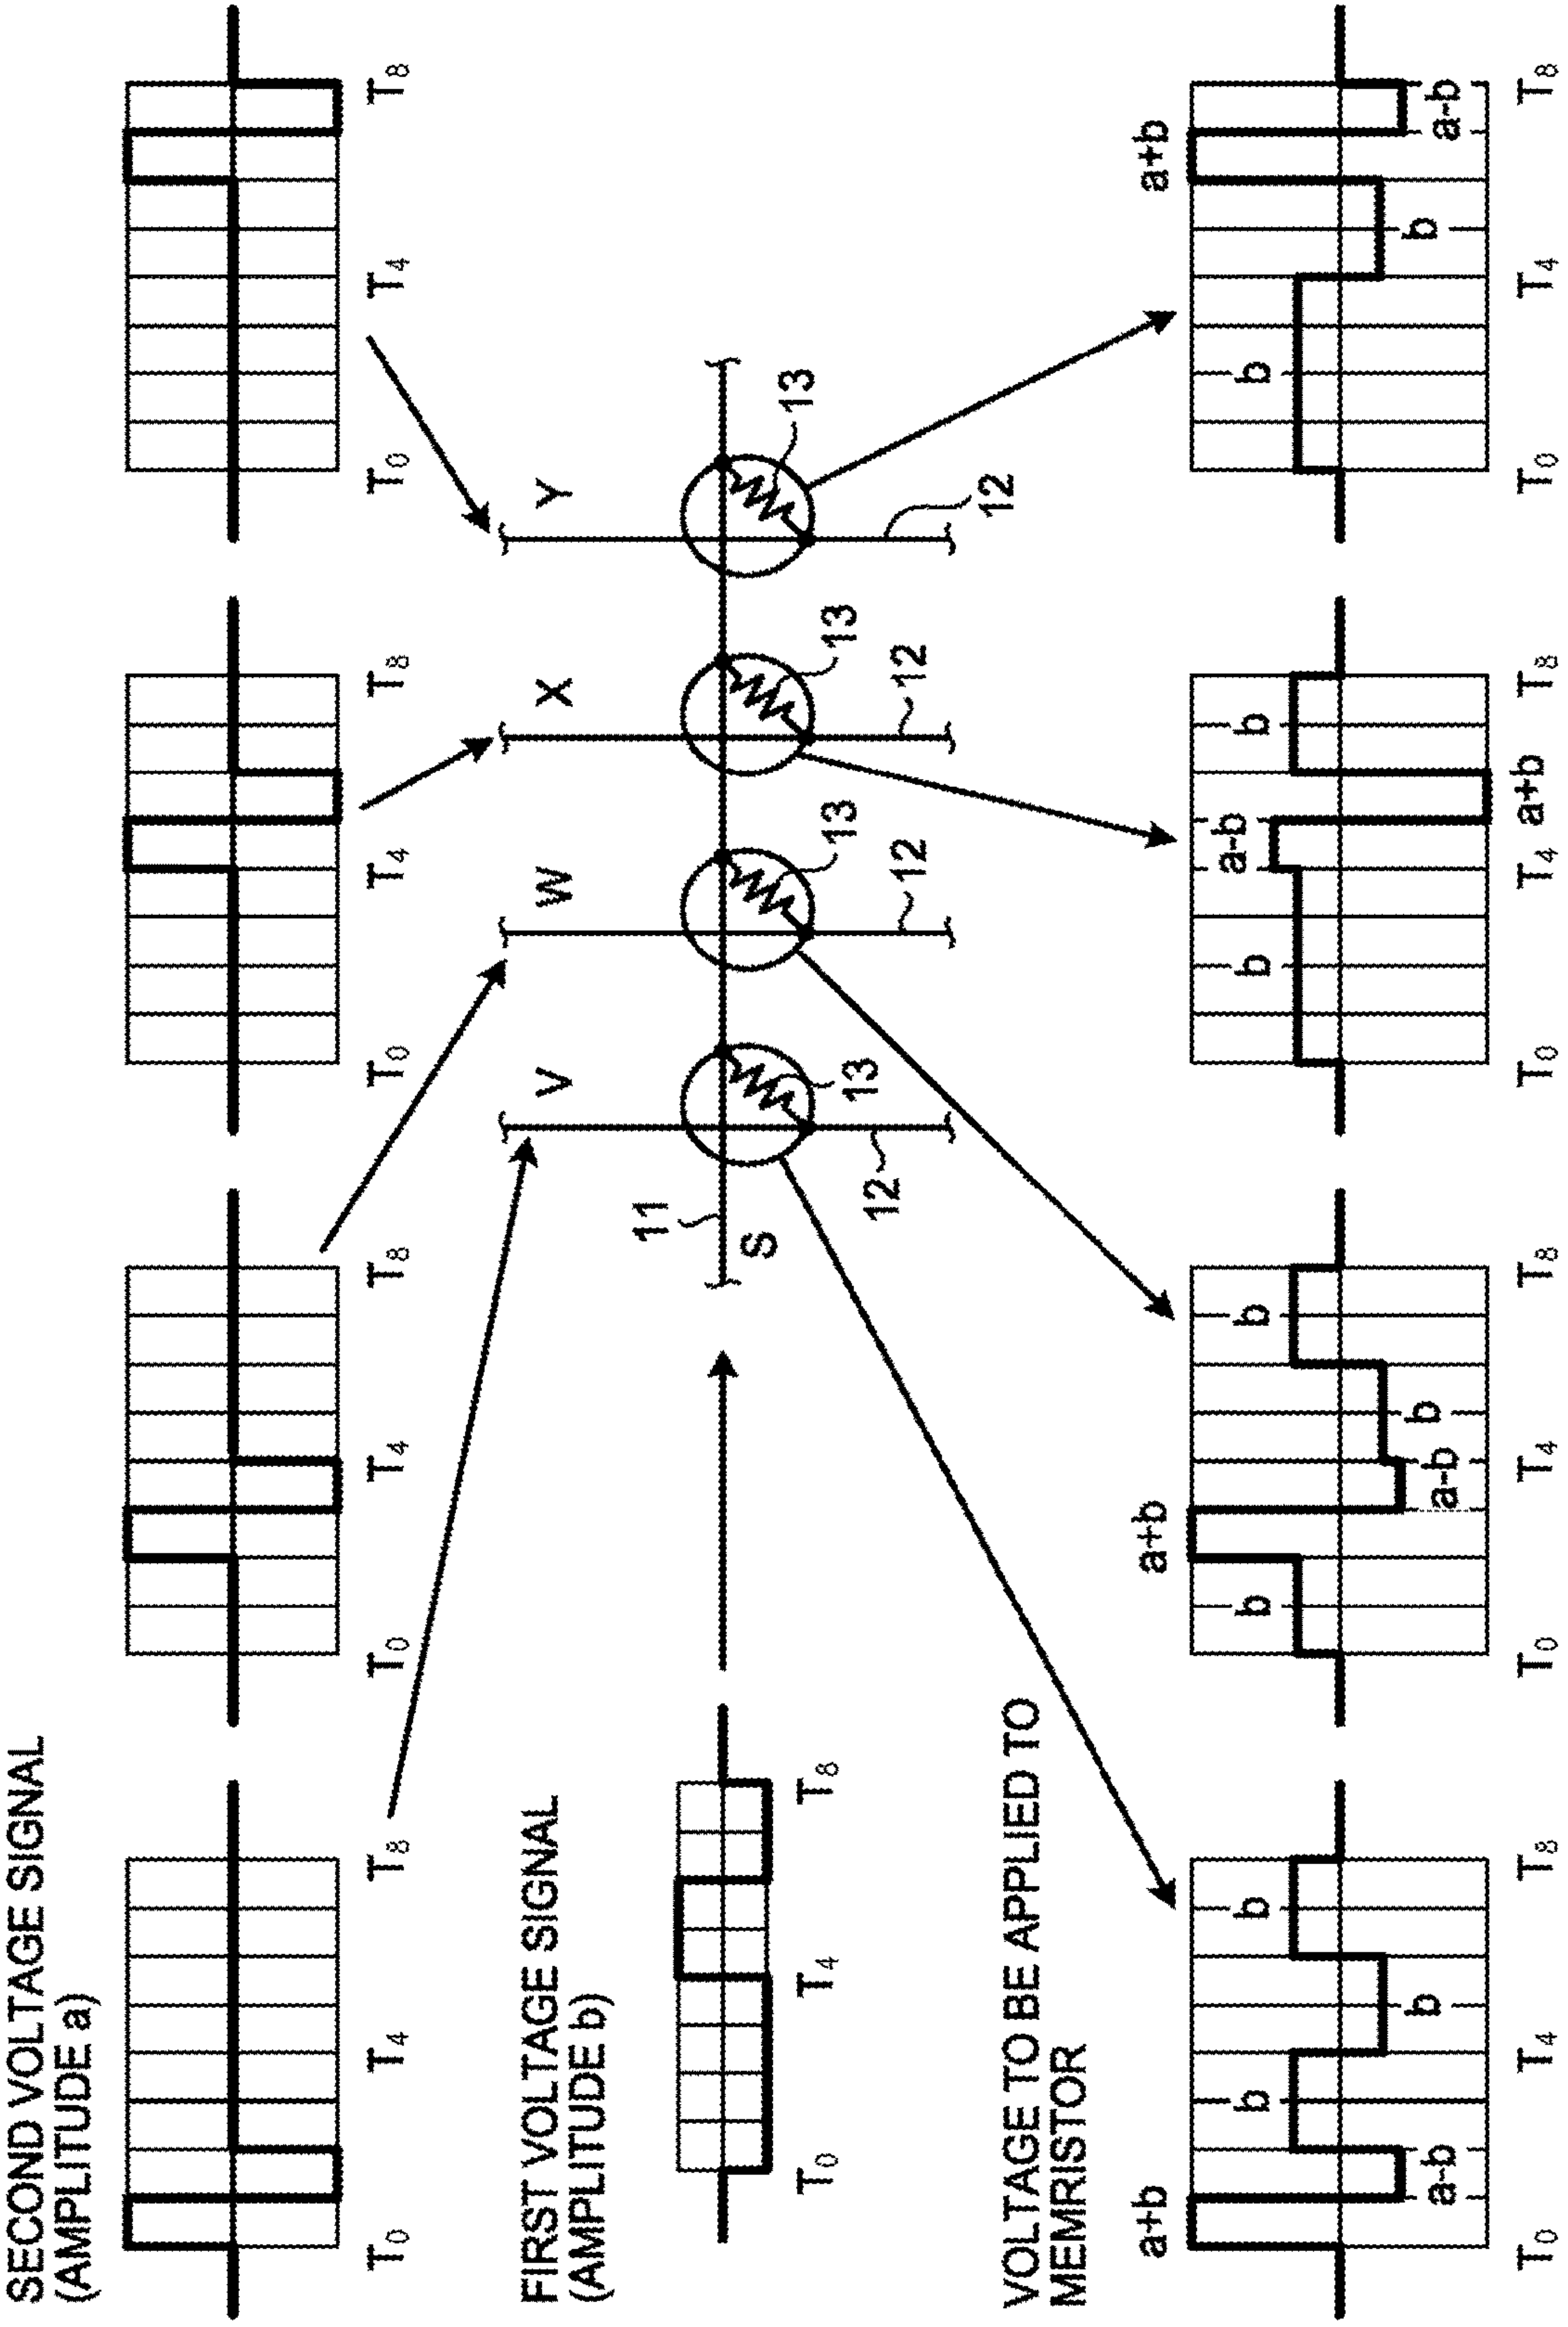 SECOND VOLTAGE SIGNAL
(AMPLITUDE a)
T0 T4 T8
T0 T4 T8
T0 T4 T8
T0 T4 T8
V W X Y
FIRST VOLTAGE SIGNAL
(AMPLITUDE b)
T0 T4 T8
11
S
12 13
12 13
12 13
12 13
VOLTAGE TO BE APPLIED TO
MEMRISTOR
a+b a-b b b b
T0 T4 T8
b a+b a-b b b
T0 T4 T8
b a-b a+b b
T0 T4 T8
b b a+b a-b
T0 T4 T8